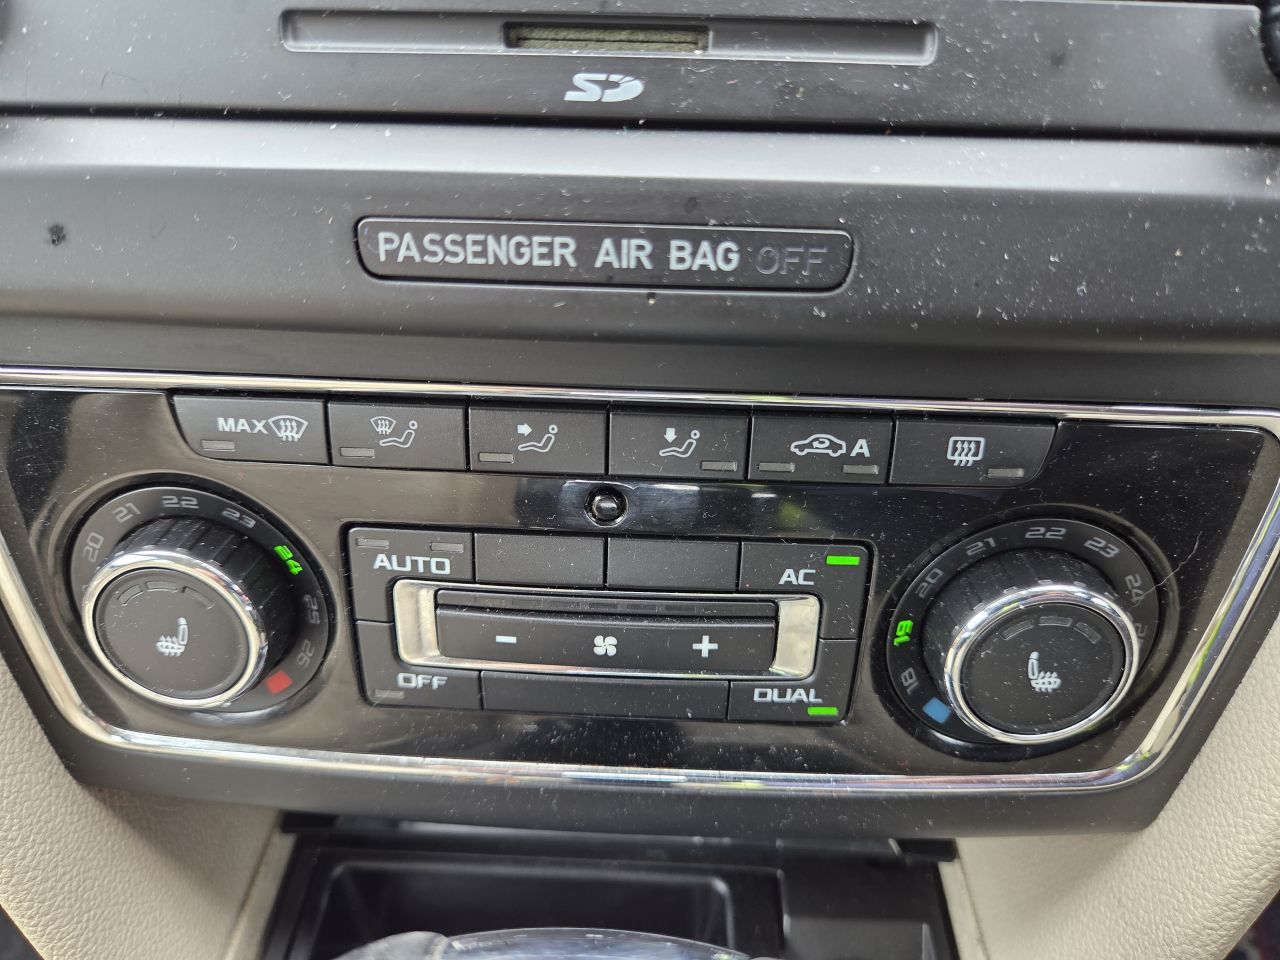 SD
PASSENGER AIR BAG OFF
MAX
A
20 21 22 23 24 25 26
AUTO
AC
- +
OFF
DUAL
18 19 20 21 22 23 24